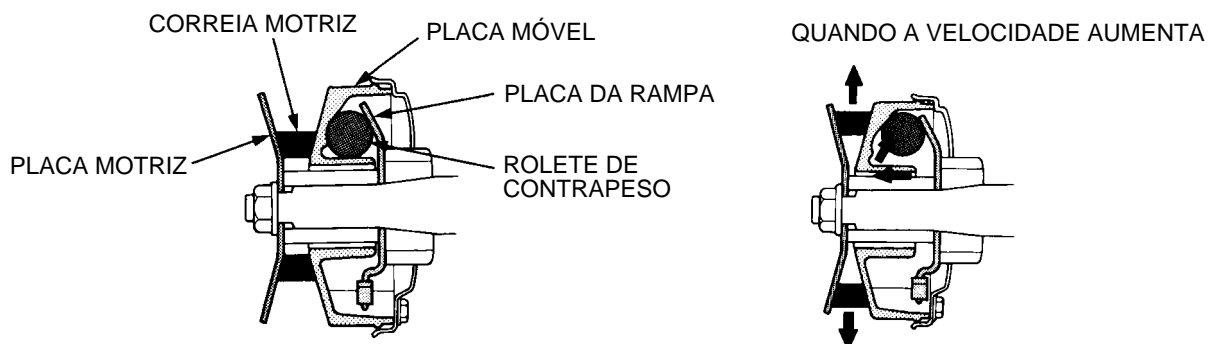 CORREIA MOTRIZ
PLACA MÓVEL
PLACA DA RAMPA
PLACA MOTRIZ
ROLETE DE
CONTRAPESO
QUANDO A VELOCIDADE AUMENTA